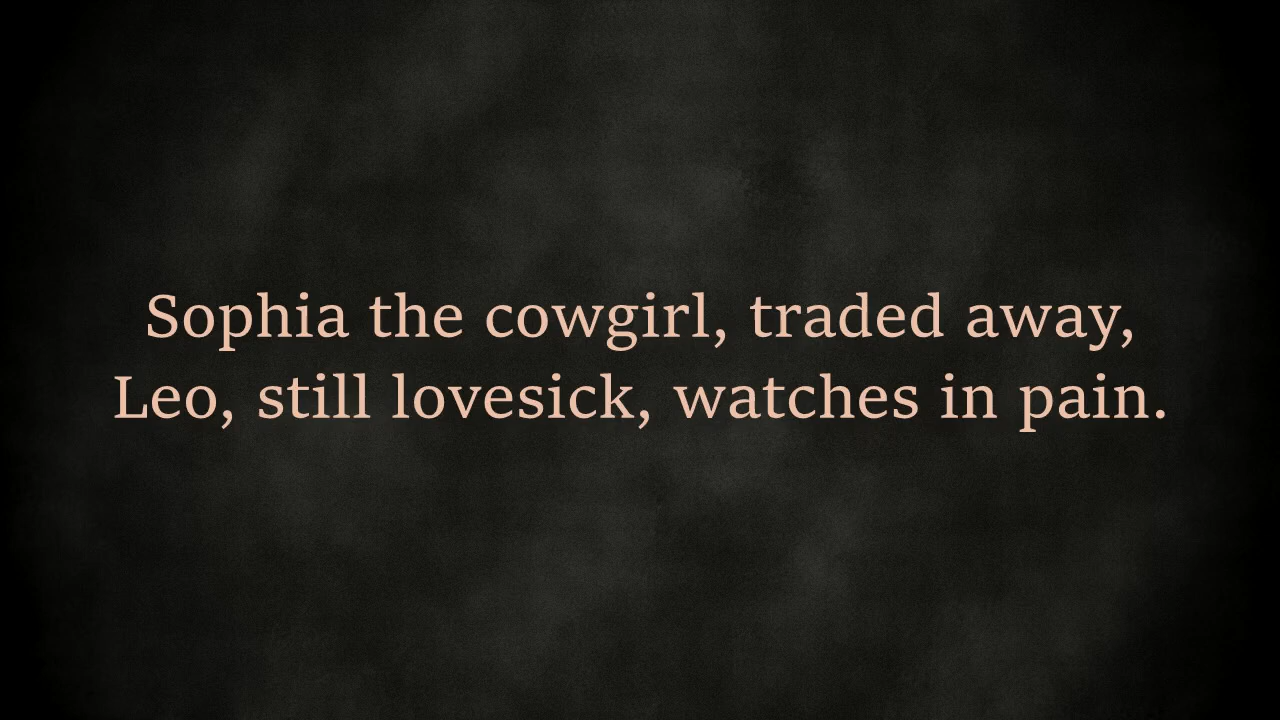 Sophia the cowgirl, traded away,
Leo, still lovesick, watches in pain.